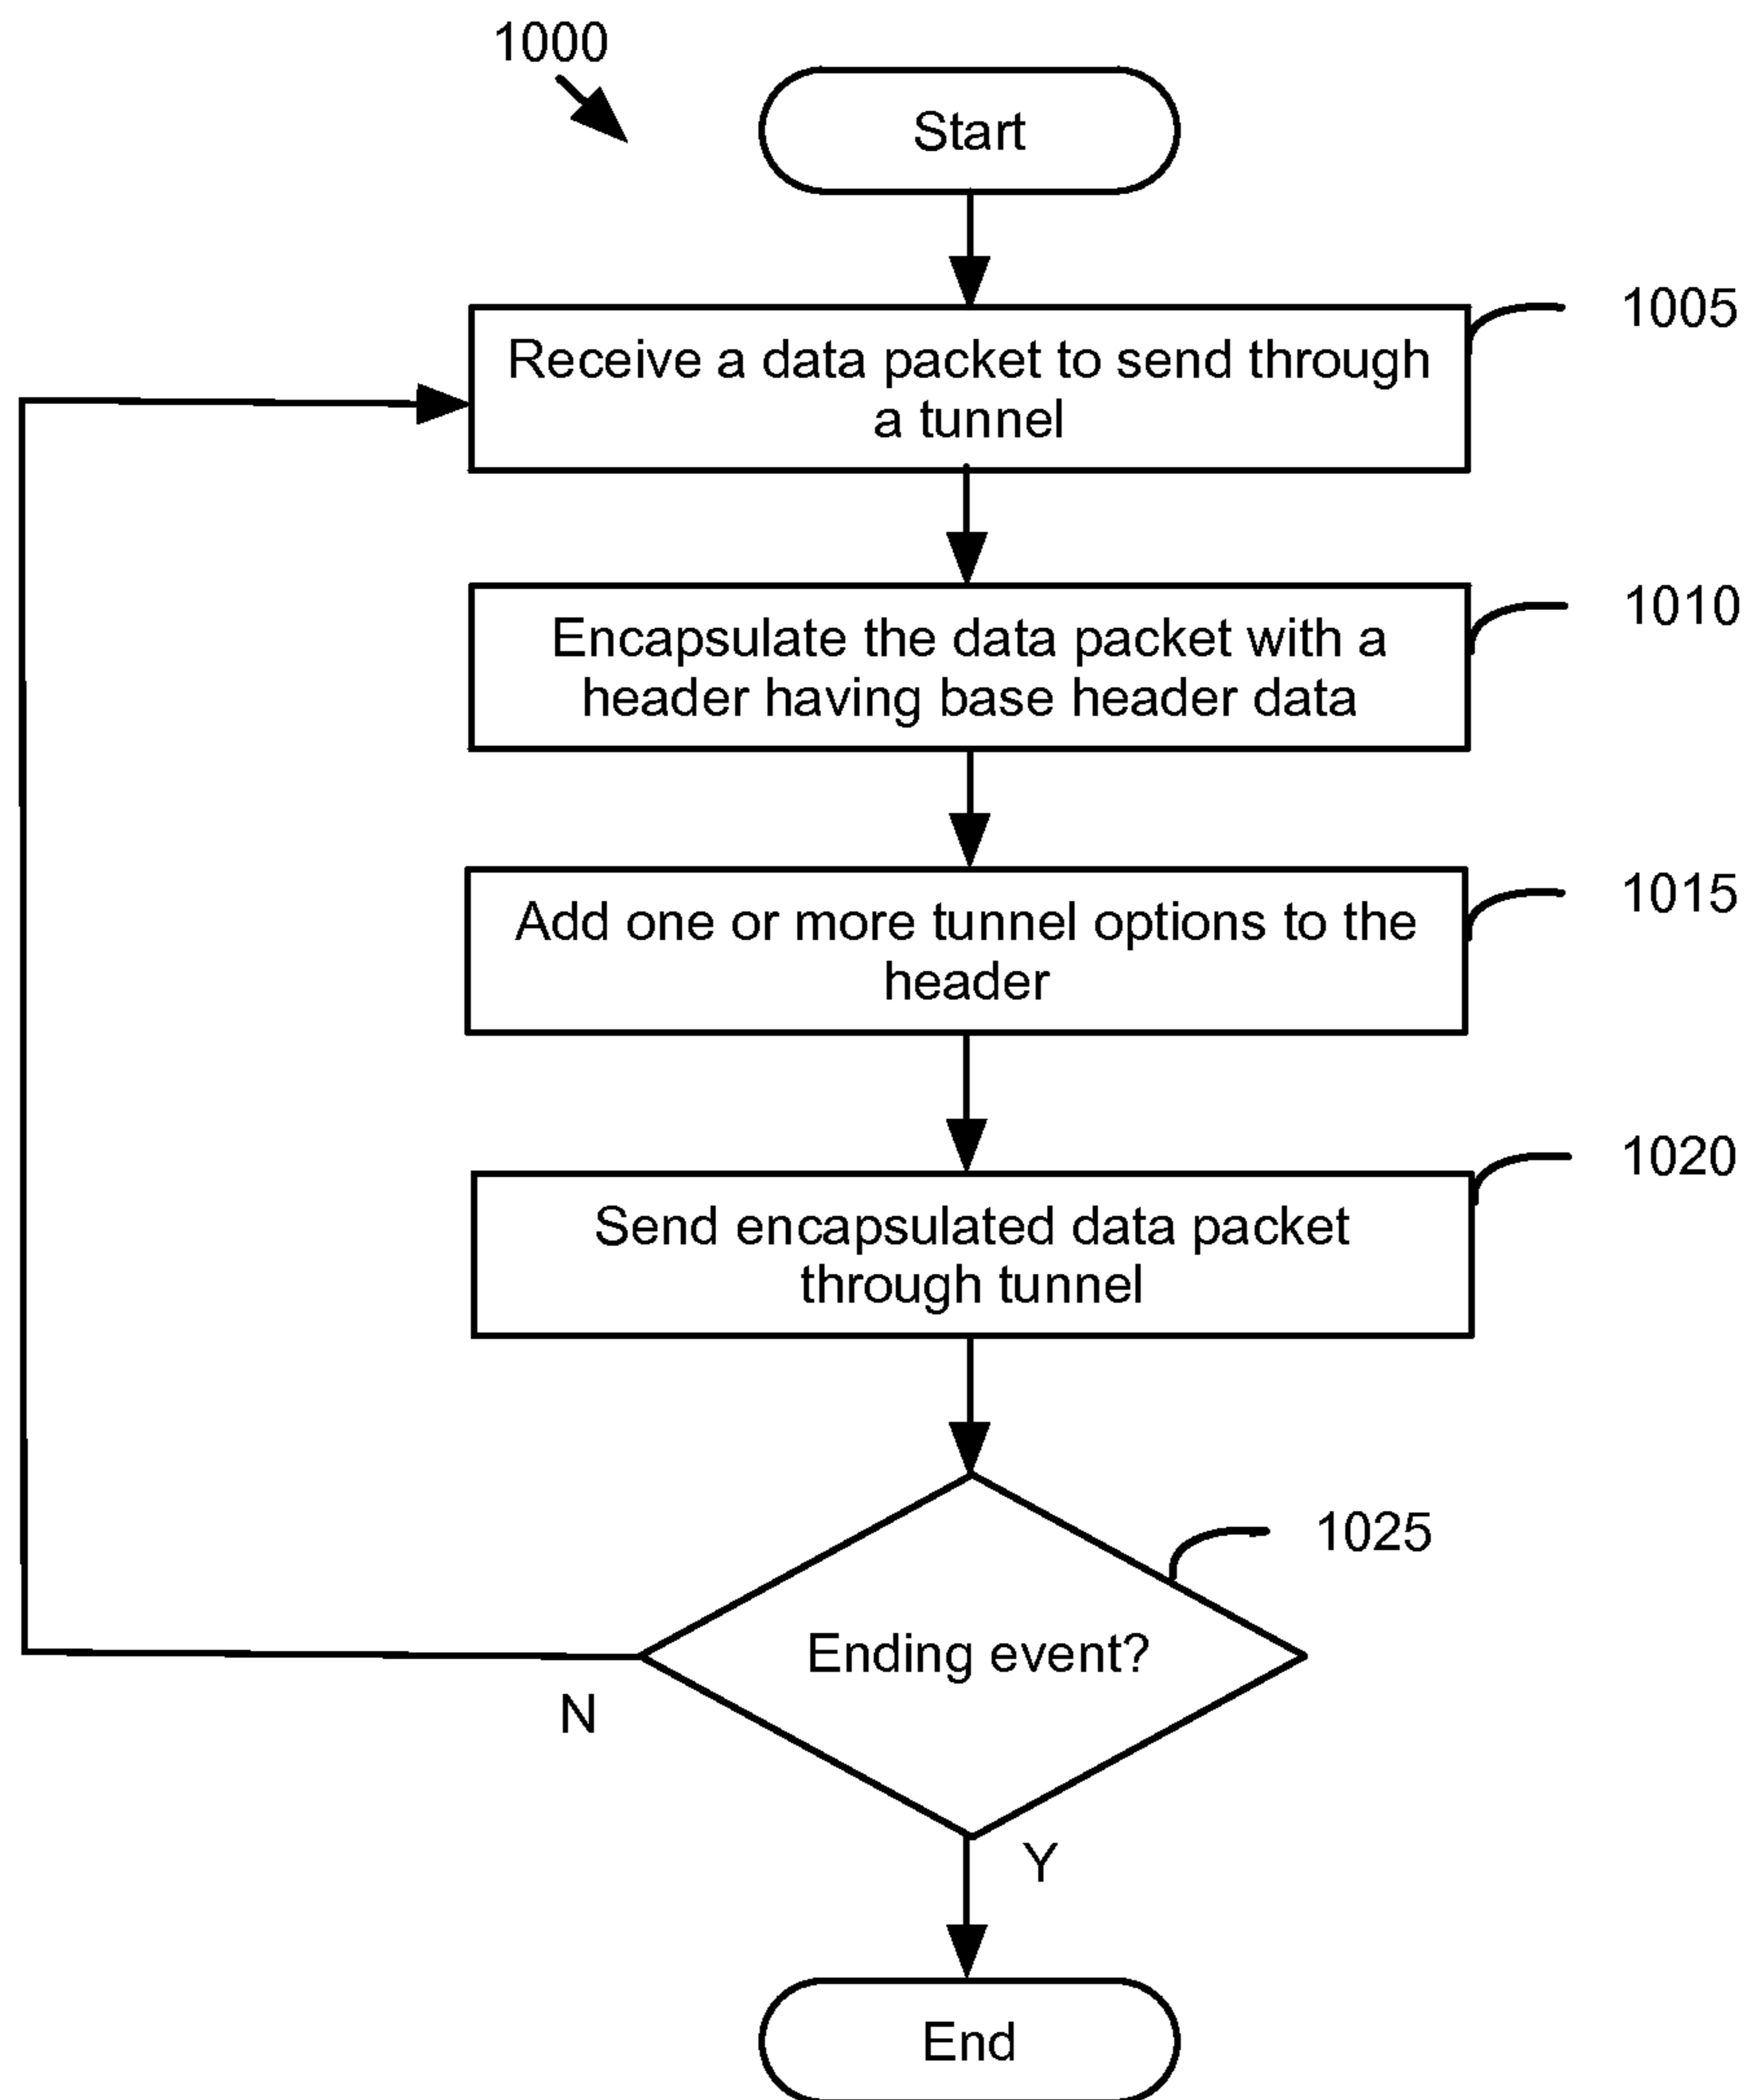 1000
Start
1005
Receive a data packet to send through
a tunnel
1010
Encapsulate the data packet with a
header having base header data
1015
Add one or more tunnel options to the
header
1020
Send encapsulated data packet
through tunnel
1025
Ending event?
N
Y
End